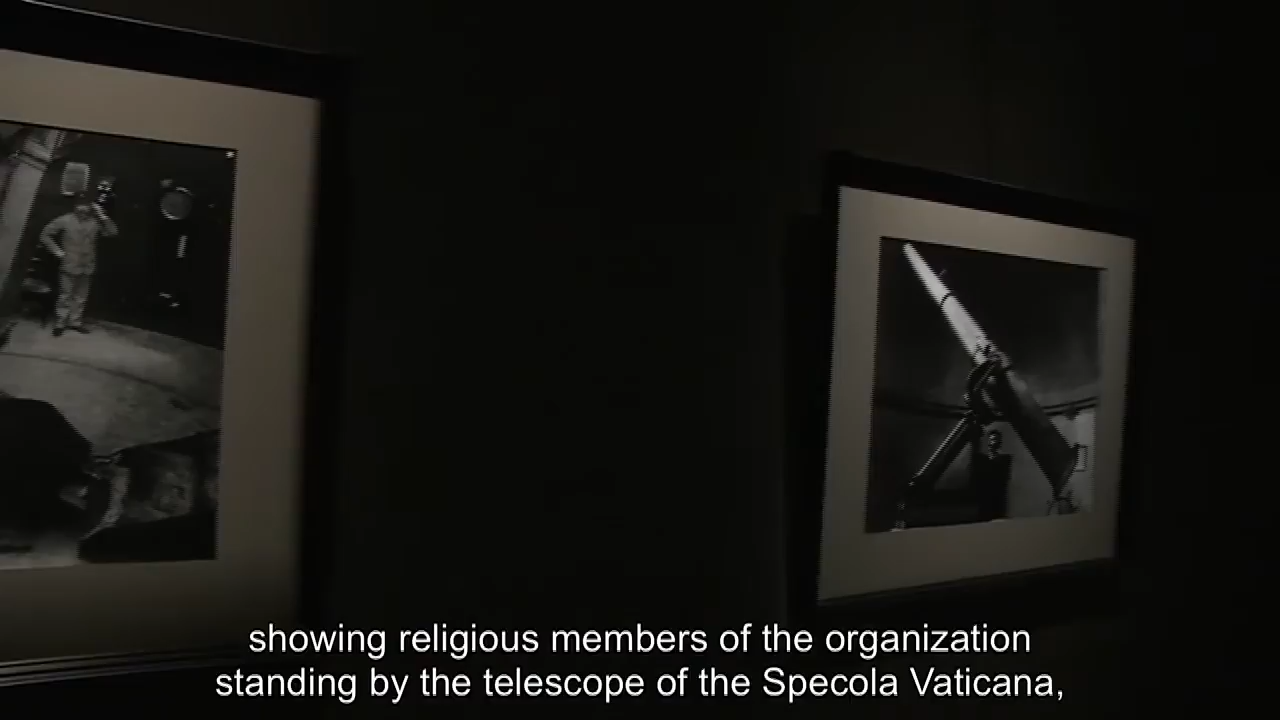 showing religious members of the organization
standing by the telescope of the Specola Vaticana,